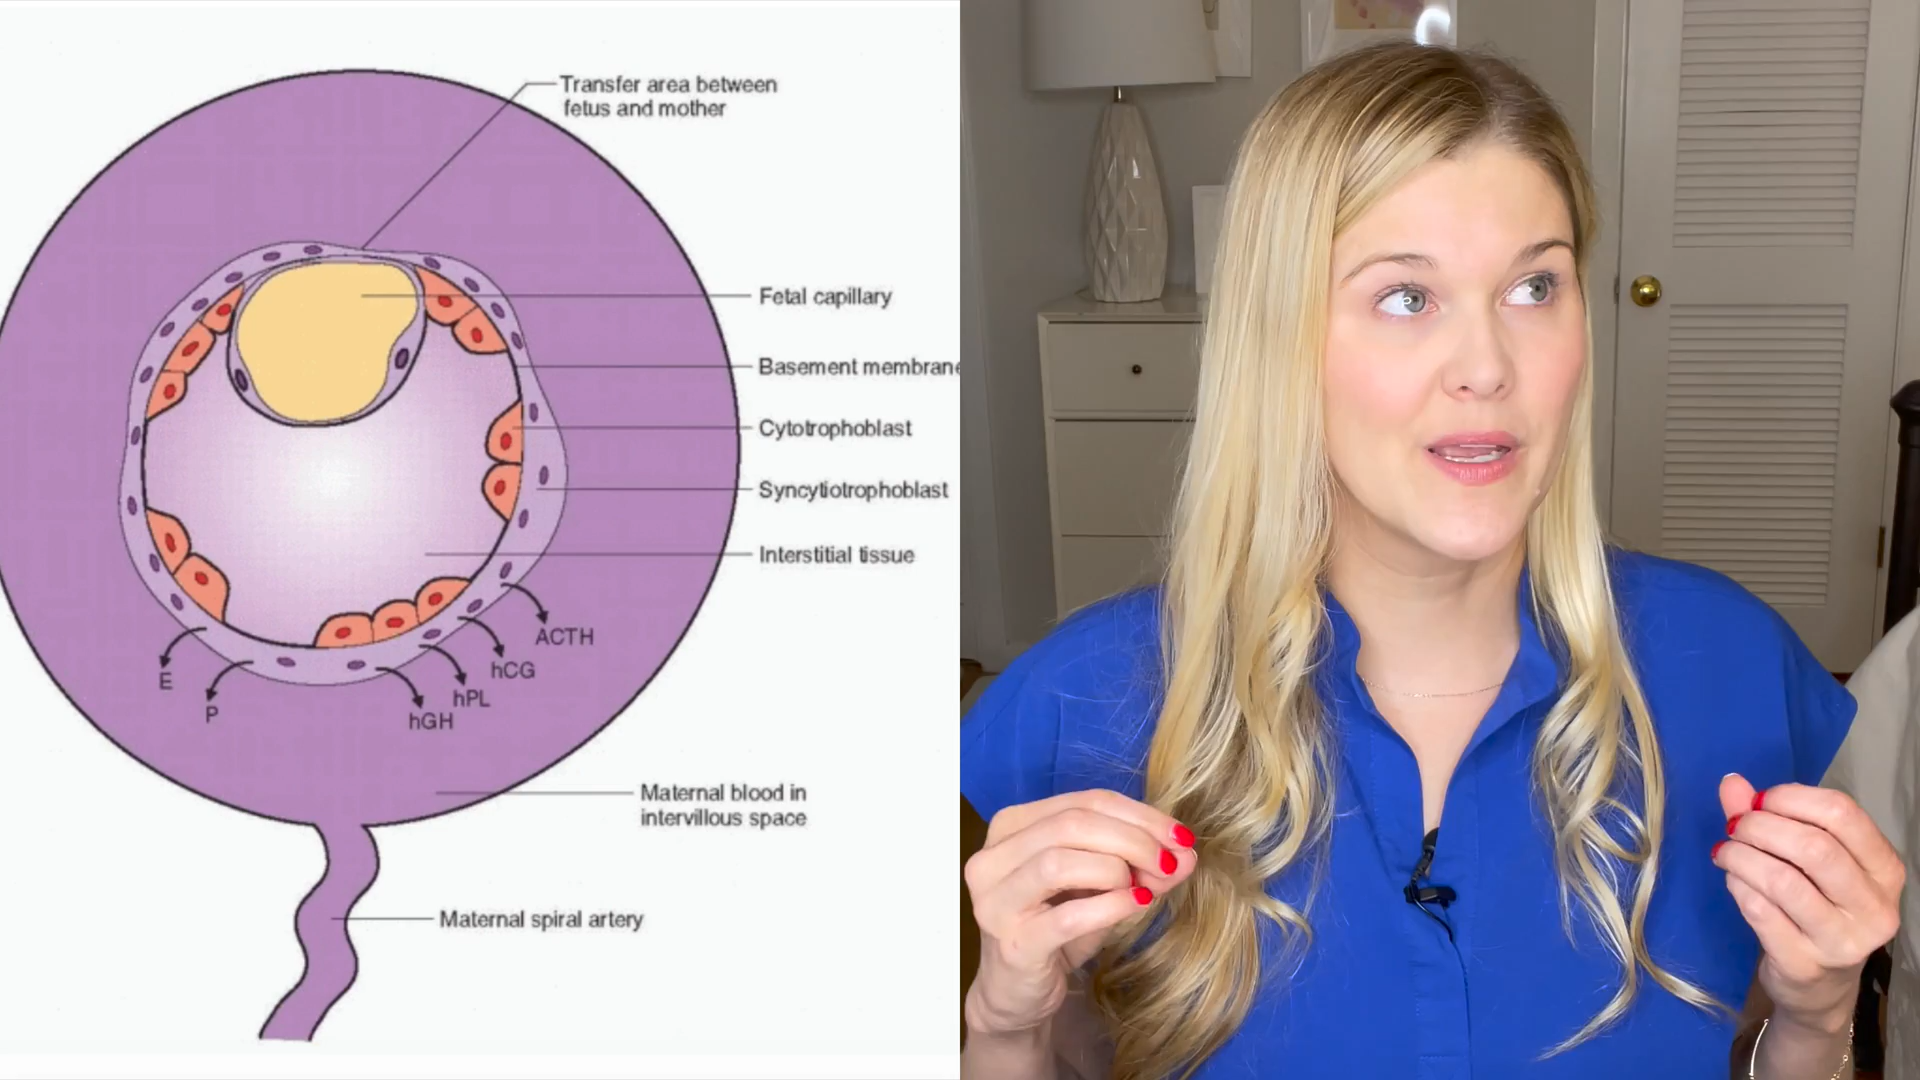 Transfer area between
fetus and mother
Fetal capillary
Basement membrane
Cytotrophoblast
Syncytiotrophoblast
Interstitial tissue
ACTH
hCG
hPL
hGH
E
P
Maternal blood in
intervillous space
Maternal spiral artery